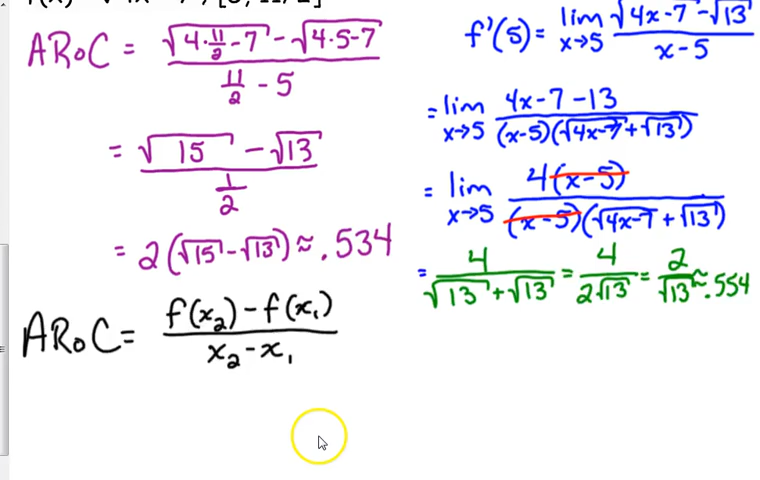 ARoC = (√(4·11/2 - 7) - √(4·5-7)) / (11/2 - 5)
= (√15 - √13) / (1/2)
= 2(√15 - √13) ≈ .534
ARoC = (f(x₂) - f(x₁)) / (x₂ - x₁)
f'(5) = lim x→5 (√(4x-7) - √13) / (x-5)
= lim x→5 (4x-7-13) / ((x-5)(√(4x-7) + √13))
= lim x→5 4(x-5) / ((x-5)(√(4x-7) + √13))
= 4 / (√13 + √13) = 4 / (2√13) = 2 / √13 ≈ .554